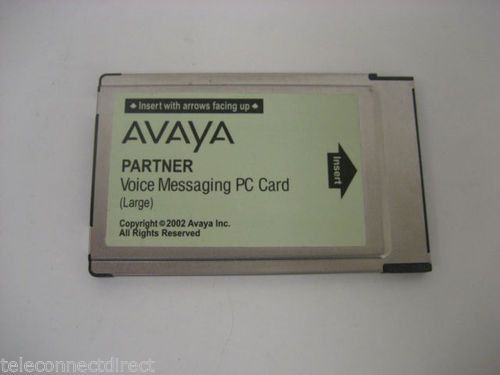 Insert with arrows facing up
AVAYA
PARTNER
Voice Messaging PC Card
(Large)
Insert
Copyright©2002 Avaya Inc.
All Rights Reserved
teleconnectdirect